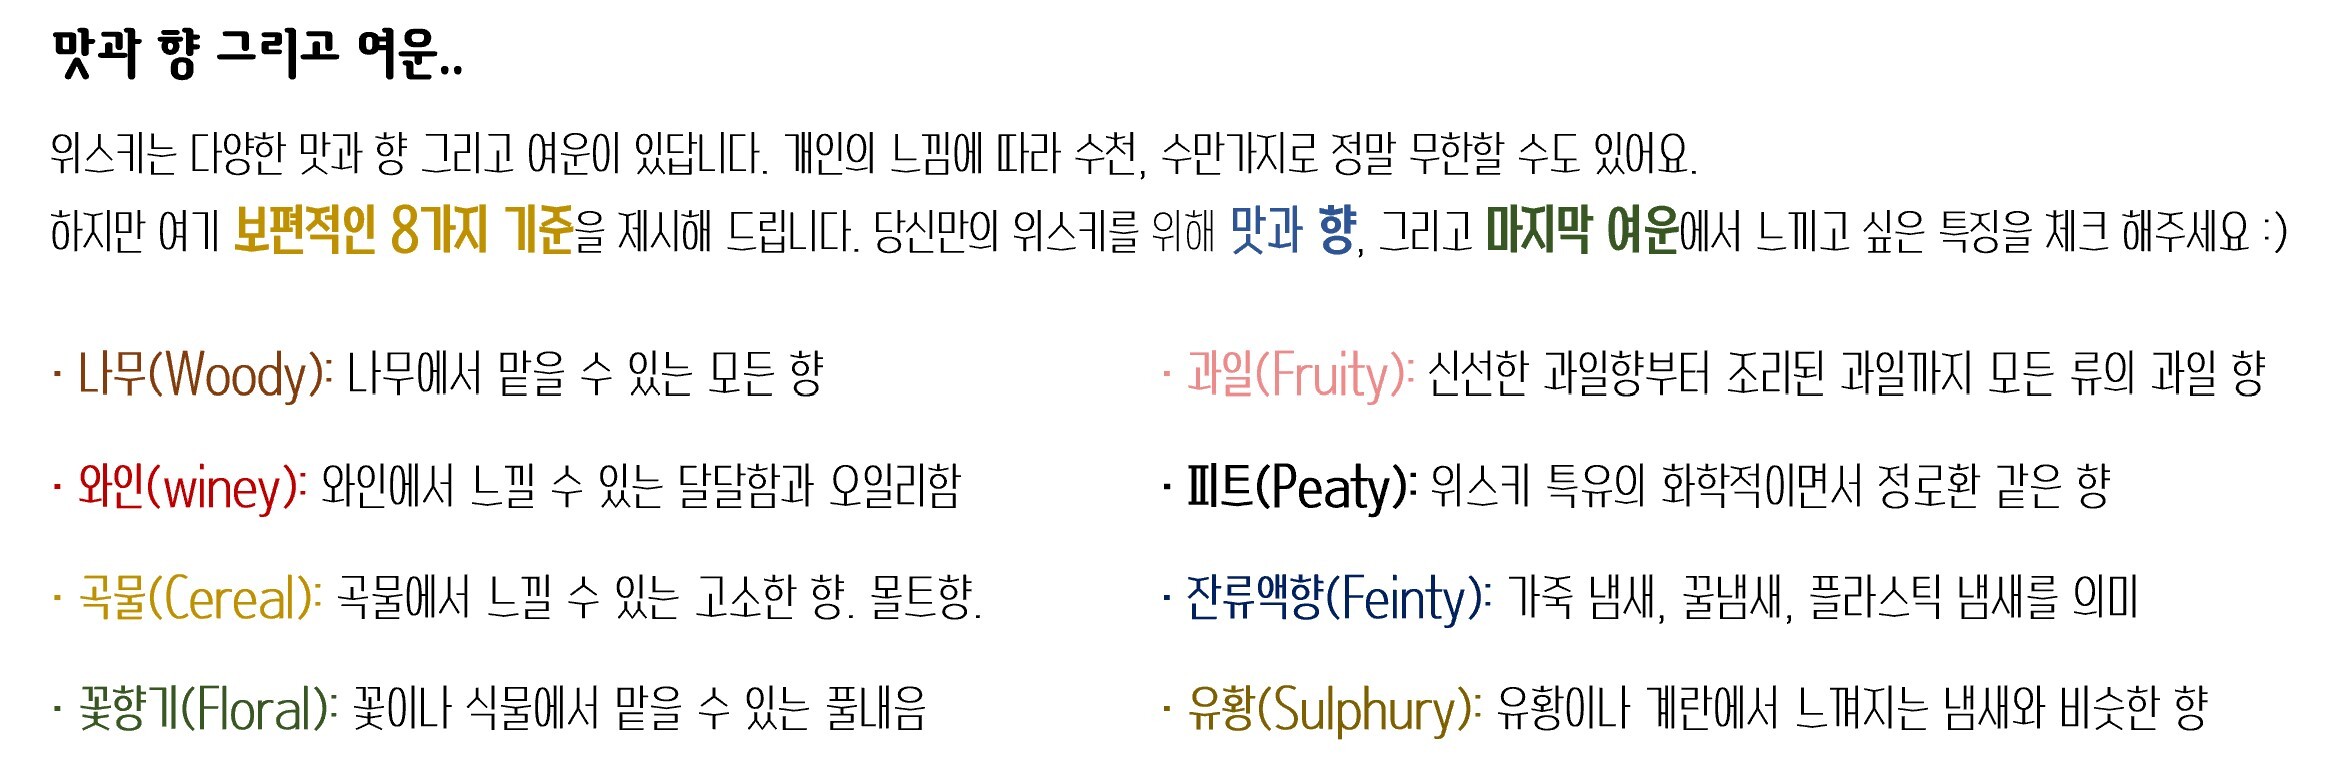 맛과 향 그리고 여운..
위스키는 다양한 맛과 향 그리고 여운이 있답니다. 개인의 느낌에 따라 수천, 수만가지로 정말 무한할 수도 있어요.
하지만 여기 보편적인 8가지 기준을 제시해 드립니다. 당신만의 위스키를 위해 맛과 향, 그리고 마지막 여운에서 느끼고 싶은 특징을 체크 해주세요 :)
· 나무(Woody): 나무에서 맡을 수 있는 모든 향
· 과일(Fruity): 신선한 과일향부터 조리된 과일까지 모든 류의 과일 향
· 와인(winey): 와인에서 느낄 수 있는 달달함과 오일리함
· 피트(Peaty): 위스키 특유의 화학적이면서 정로환 같은 향
· 곡물(Cereal): 곡물에서 느낄 수 있는 고소한 향. 몰트향.
· 잔류액향(Feinty): 가죽 냄새, 꿀냄새, 플라스틱 냄새를 의미
· 꽃향기(Floral): 꽃이나 식물에서 맡을 수 있는 풀내음
· 유황(Sulphury): 유황이나 계란에서 느껴지는 냄새와 비슷한 향